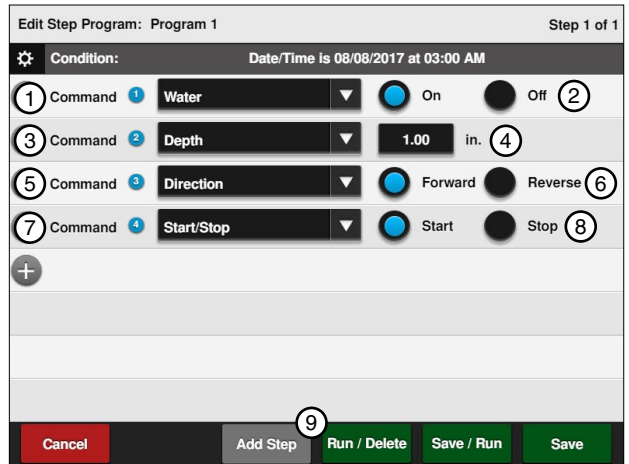 Edit Step Program: Program 1 Step 1 of 1
Condition: Date/Time is 08/08/2017 at 03:00 AM
1 Command 1 Water On Off 2
3 Command 2 Depth 1.00 in. 4
5 Command 3 Direction Forward Reverse 6
7 Command 4 Start/Stop Start Stop 8
+
9
Cancel Add Step Run / Delete Save / Run Save